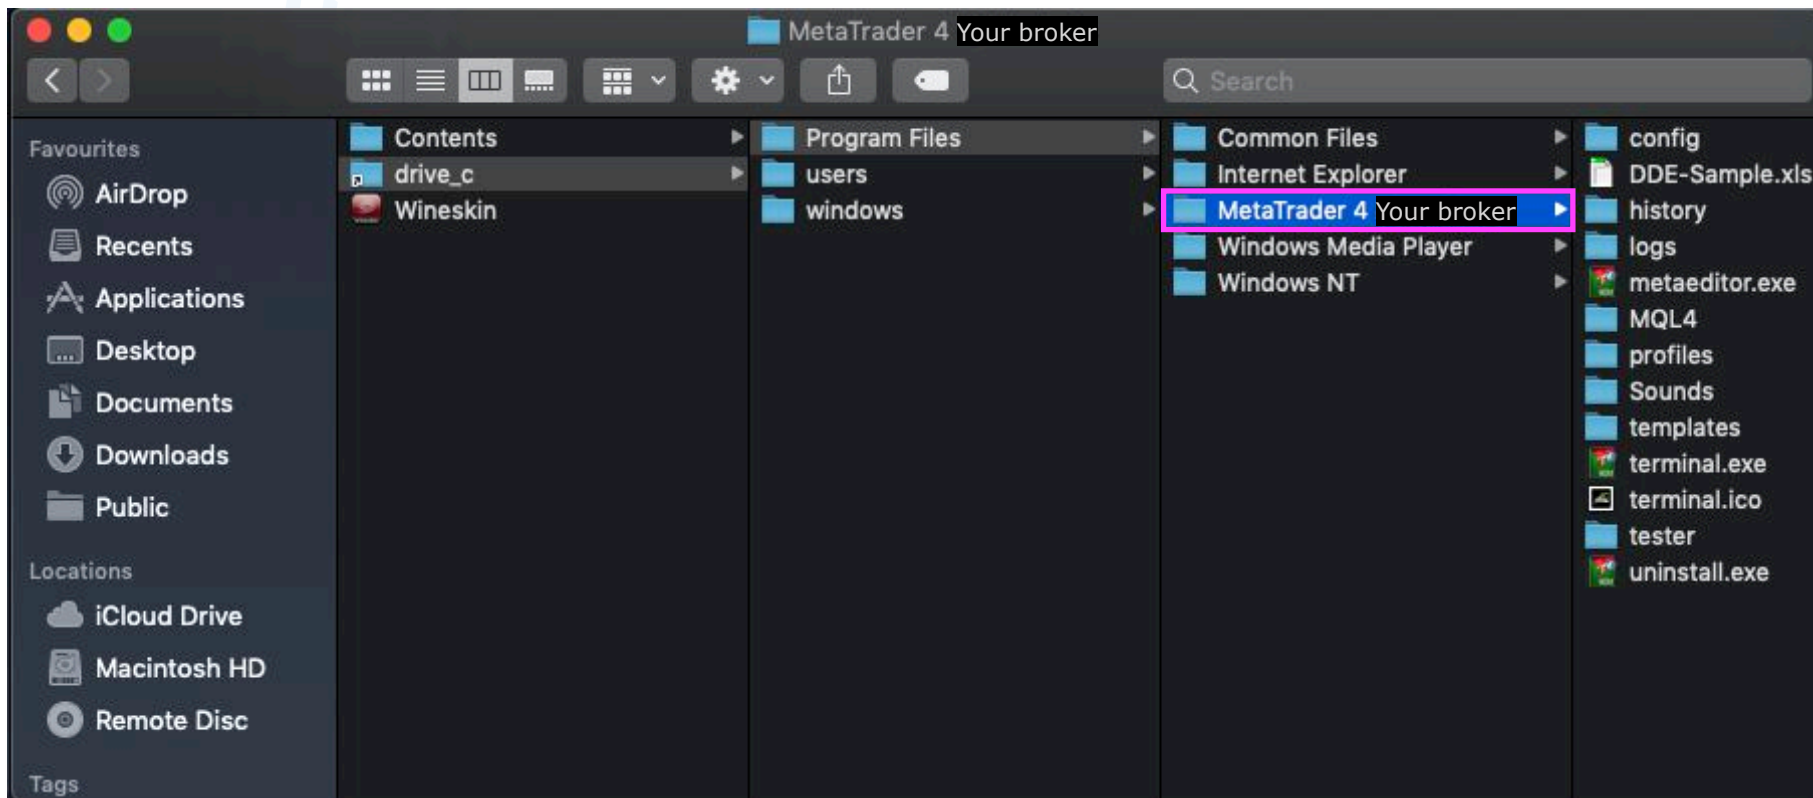 MetaTrader 4 Your broker
Search
Favourites
AirDrop
Recents
Applications
Desktop
Documents
Downloads
Public
Locations
iCloud Drive
Macintosh HD
Remote Disc
Tags
Contents
drive_c
Wineskin
Program Files
users
windows
Common Files
Internet Explorer
MetaTrader 4 Your broker
Windows Media Player
Windows NT
config
DDE-Sample.xls
history
logs
metaeditor.exe
MQL4
profiles
Sounds
templates
terminal.exe
terminal.ico
tester
uninstall.exe